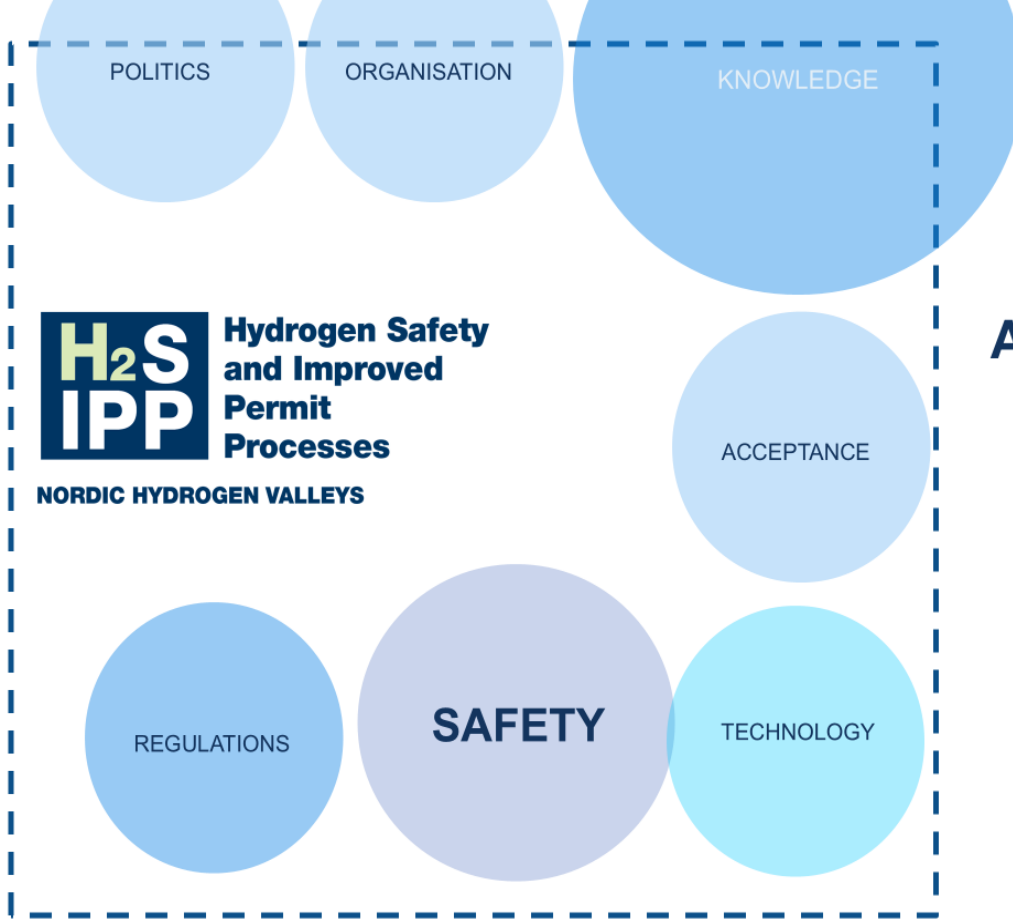 POLITICS
ORGANISATION
KNOWLEDGE
H2S
IPP
Hydrogen Safety
and Improved
Permit
Processes
NORDIC HYDROGEN VALLEYS
A
ACCEPTANCE
REGULATIONS
SAFETY
TECHNOLOGY